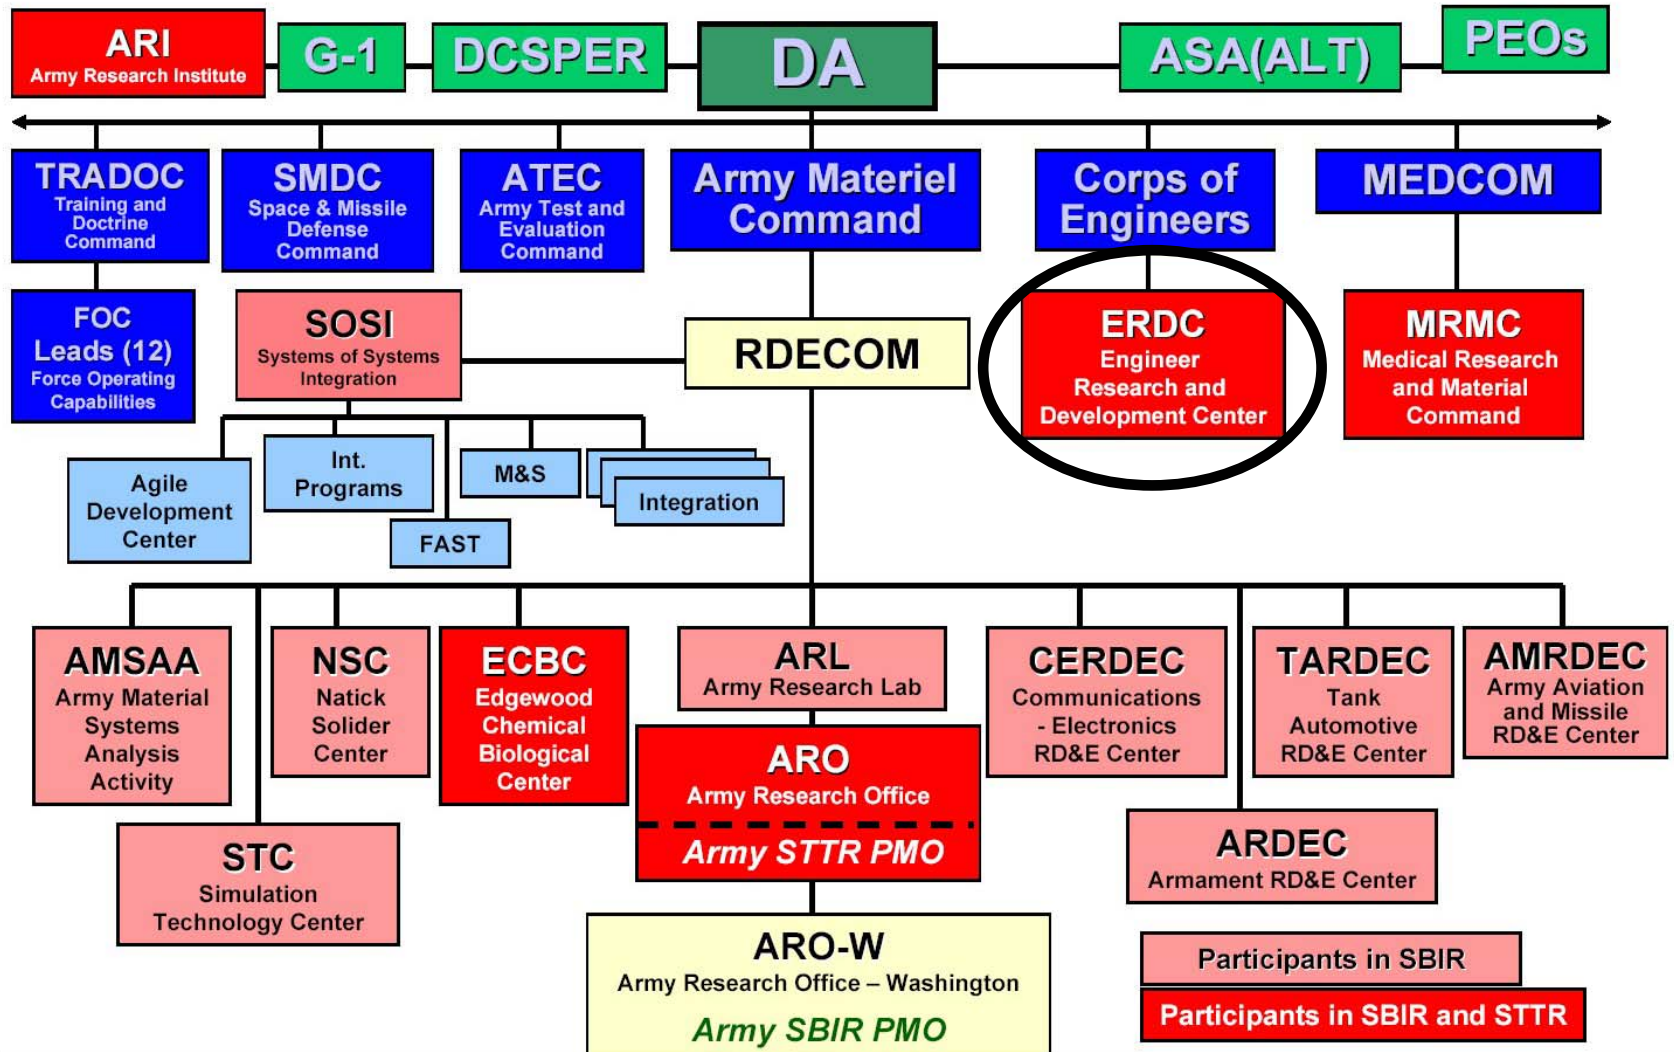 ARI
Army Research Institute
G-1
DCSPER
DA
ASA(ALT)
PEOs
TRADOC
Training and
Doctrine
Command
SMDC
Space & Missile
Defense
Command
ATEC
Army Test and
Evaluation
Command
Army Materiel
Command
Corps of
Engineers
MEDCOM
FOC
Leads (12)
Force Operating
Capabilities
SOSI
Systems of Systems
Integration
RDECOM
ERDC
Engineer
Research and
Development Center
MRMC
Medical Research
and Material
Command
Agile
Development
Center
Int.
Programs
FAST
M&S
Integration
AMSAA
Army Material
Systems
Analysis
Activity
NSC
Natick
Solider
Center
ECBC
Edgewood
Chemical
Biological
Center
ARL
Army Research Lab
ARO
Army Research Office
Army STTR PMO
CERDEC
Communications
- Electronics
RD&E Center
TARDEC
Tank
Automotive
RD&E Center
AMRDEC
Army Aviation
and Missile
RD&E Center
STC
Simulation
Technology Center
ARDEC
Armament RD&E Center
ARO-W
Army Research Office – Washington
Army SBIR PMO
Participants in SBIR
Participants in SBIR and STTR